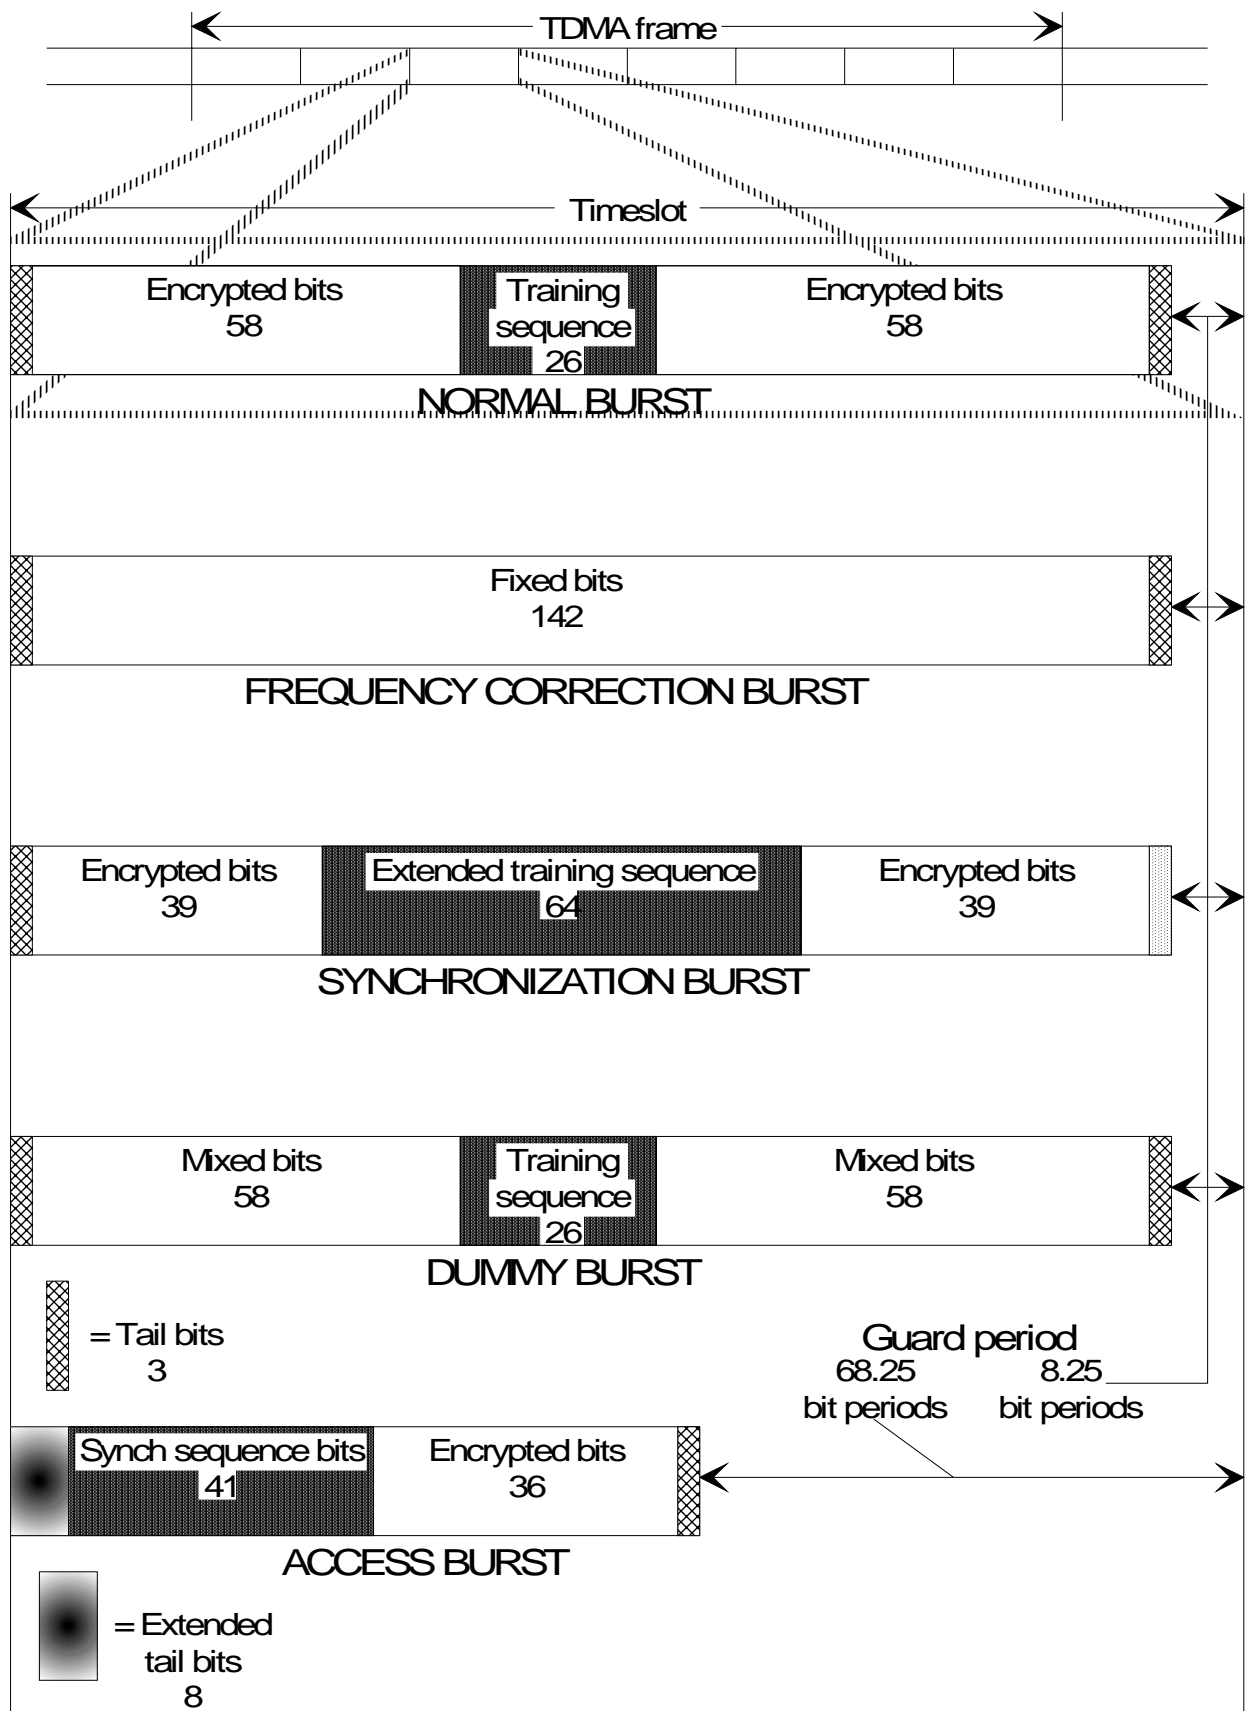 TDMA frame
Timeslot
Encrypted bits
58
Training
sequence
26
Encrypted bits
58
NORMAL BURST
Fixed bits
142
FREQUENCY CORRECTION BURST
Encrypted bits
39
Extended training sequence
64
Encrypted bits
39
SYNCHRONIZATION BURST
Mixed bits
58
Training
sequence
26
Mixed bits
58
DUMMY BURST
= Tail bits
3
Guard period
68.25
bit periods
8.25
bit periods
Synch sequence bits
41
Encrypted bits
36
ACCESS BURST
= Extended
tail bits
8